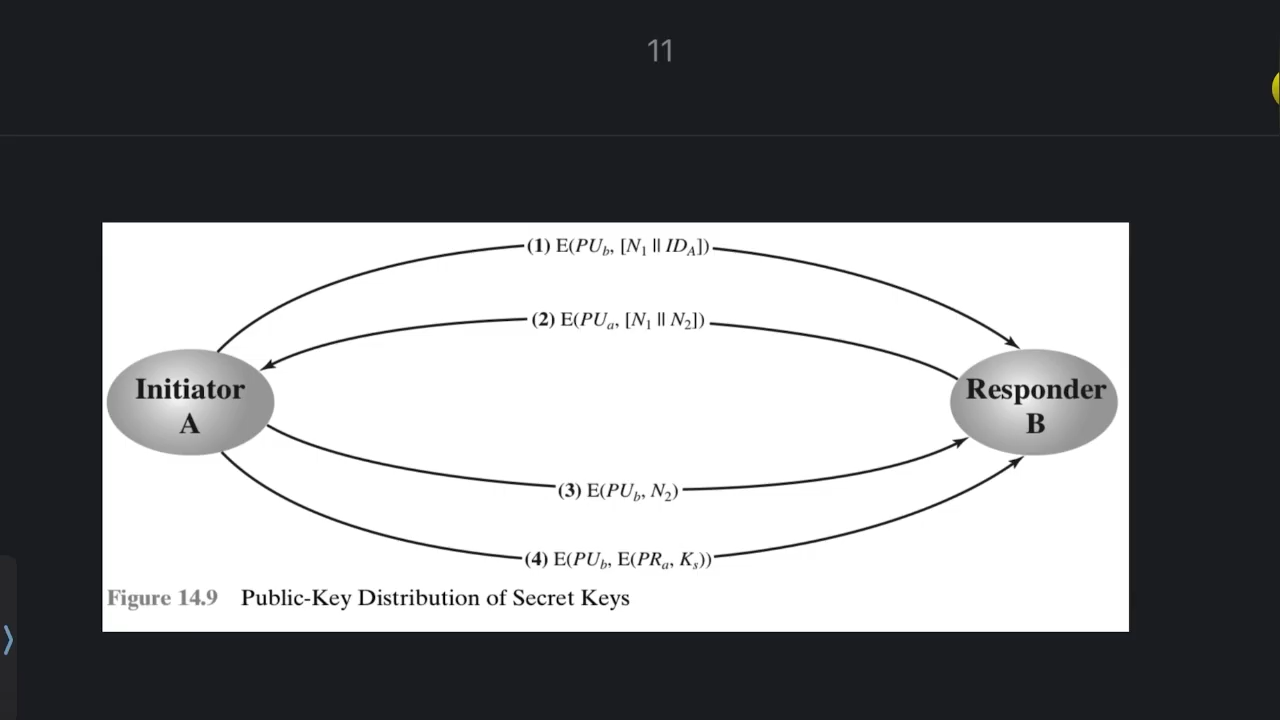 11
(1) E(PU_b, [N_1 || ID_A])
(2) E(PU_a, [N_1 || N_2])
Initiator
A
Responder
B
(3) E(PU_b, N_2)
(4) E(PU_b, E(PR_a, K_s))
Figure 14.9 Public-Key Distribution of Secret Keys